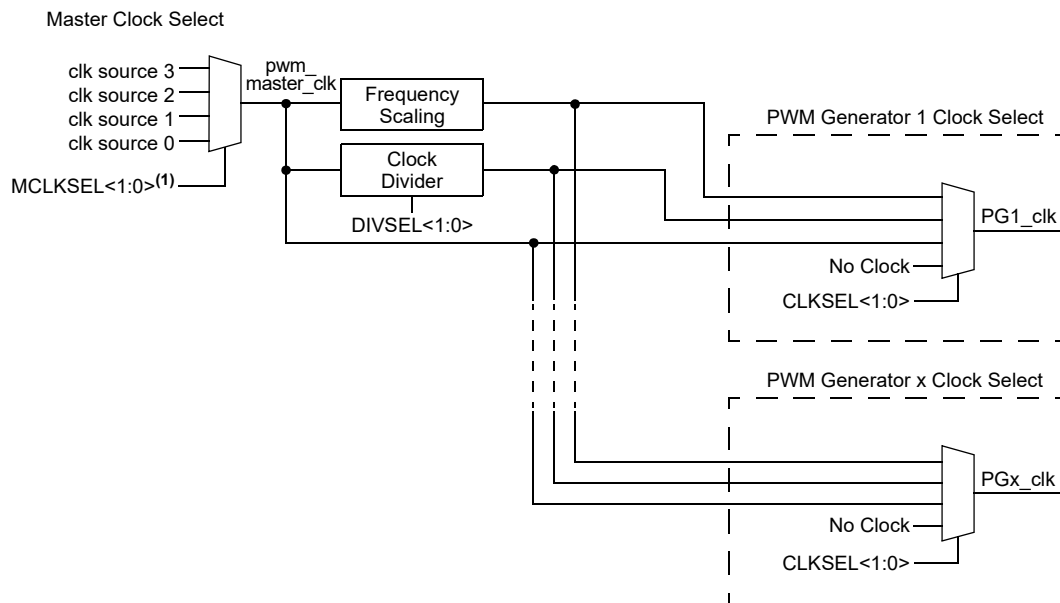 Master Clock Select
clk source 3
clk source 2
clk source 1
clk source 0
MCLKSEL<1:0>(1)
pwm_
master_clk
Frequency
Scaling
Clock
Divider
DIVSEL<1:0>
PWM Generator 1 Clock Select
PG1_clk
No Clock
CLKSEL<1:0>
PWM Generator x Clock Select
PGx_clk
No Clock
CLKSEL<1:0>